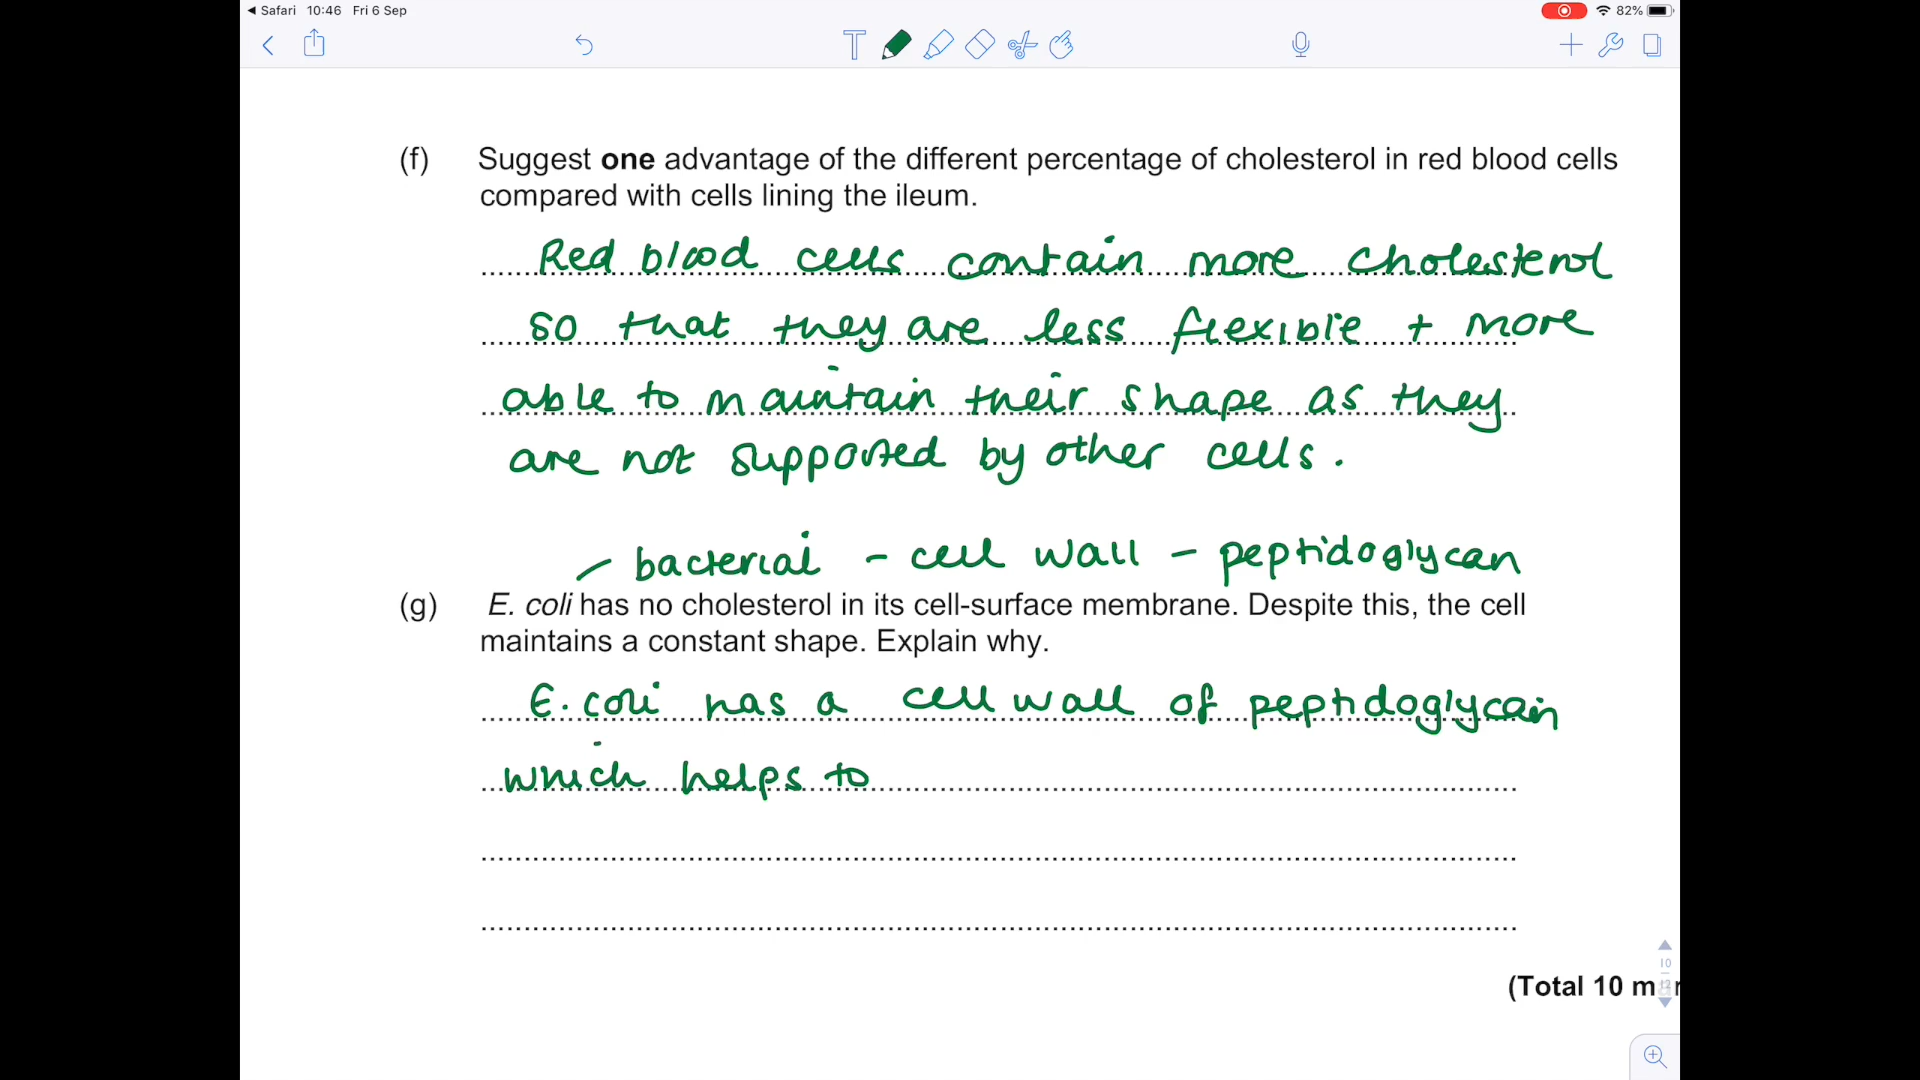 Safari 10:46 Fri 6 Sep 82%
(f) Suggest one advantage of the different percentage of cholesterol in red blood cells
compared with cells lining the ileum.
Red blood cells contain more cholesterol
so that they are less flexible + more
able to maintain their shape as they
are not supported by other cells.
- bacterial - cell wall - peptidoglycan
(g) E. coli has no cholesterol in its cell-surface membrane. Despite this, the cell
maintains a constant shape. Explain why.
E. coli has a cell wall of peptidoglycan
which helps to
10
12
(Total 10 mar